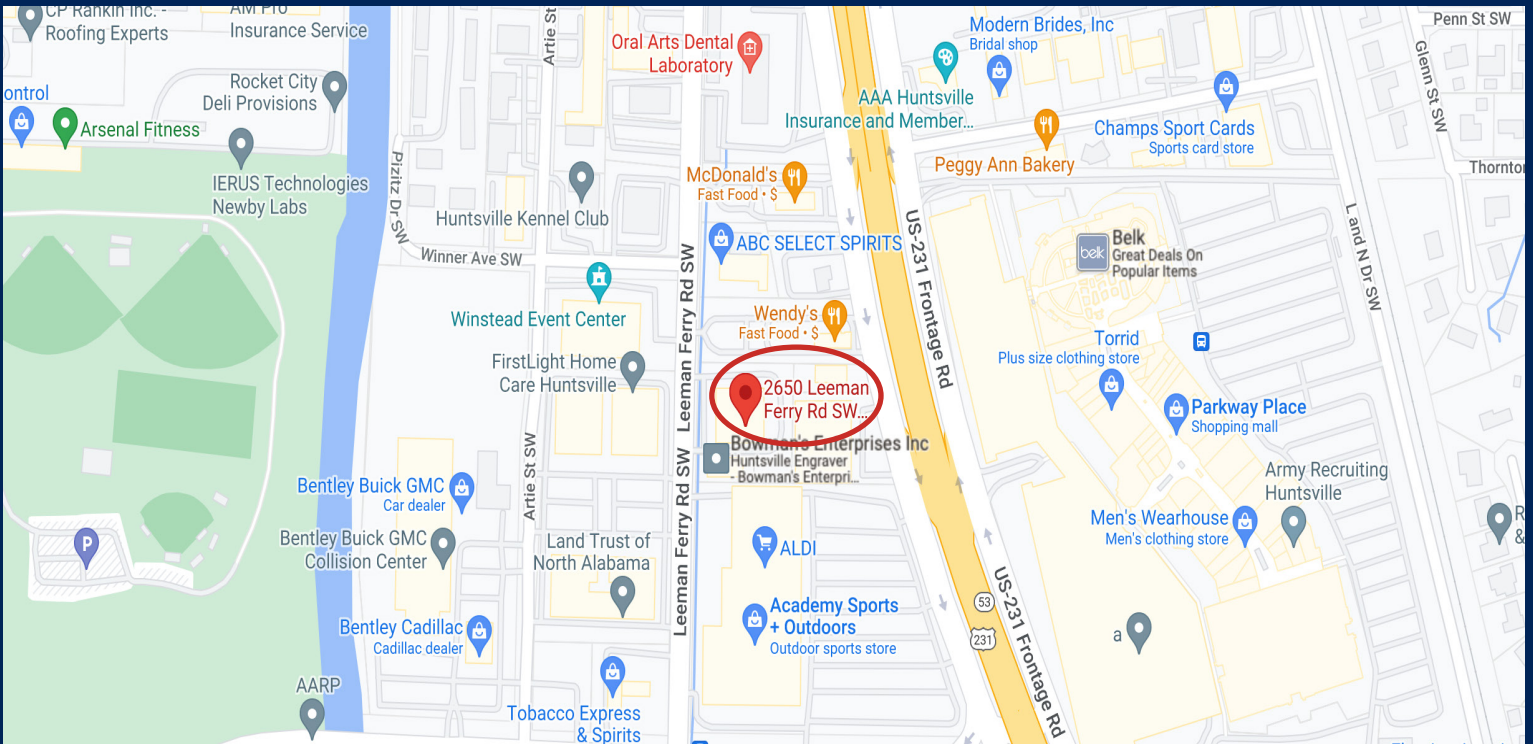 CP Rankin Inc. -
Roofing Experts
AM Pro
Insurance Service
Artie St
Oral Arts Dental
Laboratory
Modern Brides, Inc
Bridal shop
Penn St SW
Glenn St SW
Rocket City
Deli Provisions
ontrol
Arsenal Fitness
AAA Huntsville
Insurance and Member...
Champs Sport Cards
Sports card store
Peggy Ann Bakery
Thornton
IERUS Technologies
Newby Labs
Pizitz Dr SW
Huntsville Kennel Club
McDonald's
Fast Food • $
ABC SELECT SPIRITS
US-231 Frontage Rd
L and N Dr SW
belk
Belk
Great Deals On
Popular Items
Winner Ave SW
Winstead Event Center
Leeman Ferry Rd SW
Wendy's
Fast Food • $
Torrid
Plus size clothing store
FirstLight Home
Care Huntsville
2650 Leeman
Ferry Rd SW...
Parkway Place
Shopping mall
Bowman's Enterprises Inc
Huntsville Engraver
- Bowman's Enterpri...
Artie St SW
Leeman Ferry Rd SW
Army Recruiting
Huntsville
Bentley Buick GMC
Car dealer
Men's Wearhouse
Men's clothing store
R
&
P
Bentley Buick GMC
Collision Center
Land Trust of
North Alabama
ALDI
US-231 Frontage Rd
53
231
Academy Sports
+ Outdoors
Outdoor sports store
a
Bentley Cadillac
Cadillac dealer
AARP
Tobacco Express
& Spirits